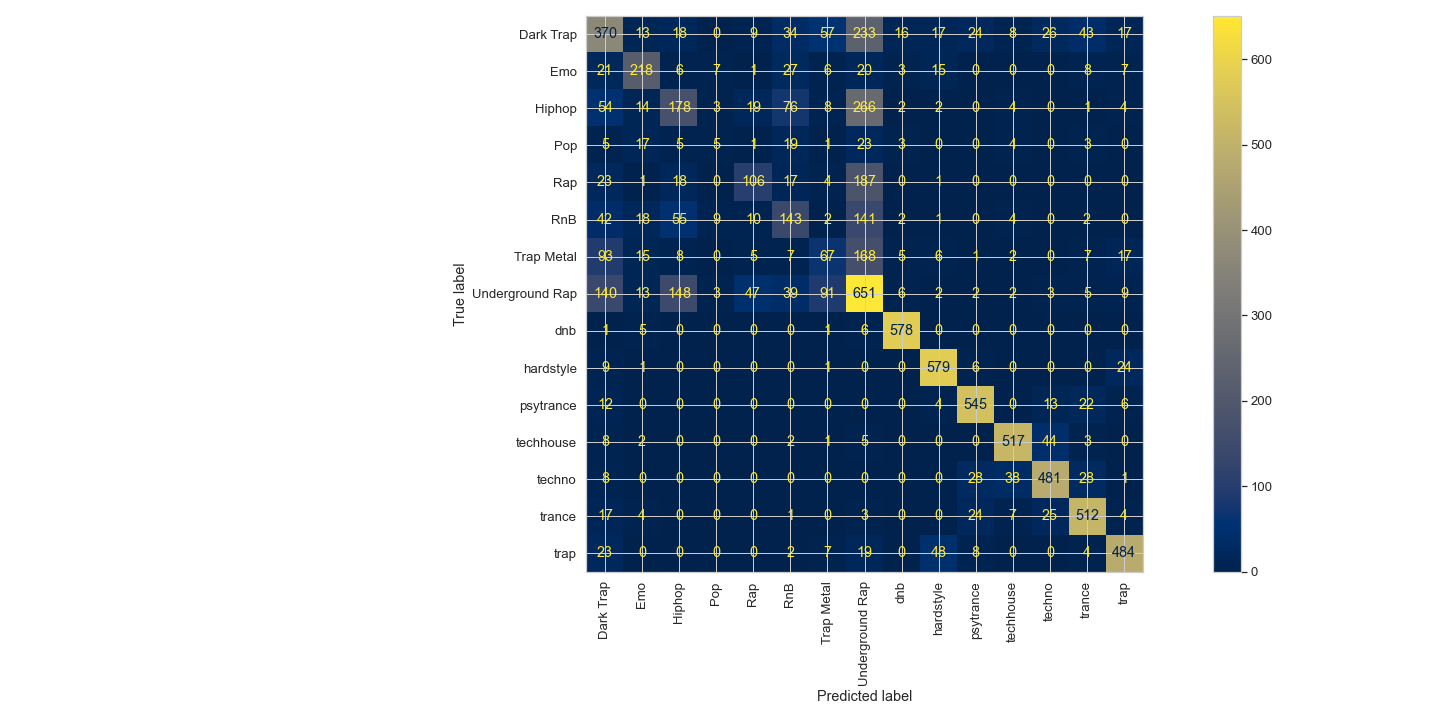 Dark Trap 370 13 18 0 9 34 57 233 16 17 24 8 26 43 17
Emo 21 218 6 7 1 27 6 20 3 15 0 0 0 8 7
Hiphop 54 14 178 3 19 76 8 266 2 2 0 4 0 1 4
Pop 5 17 5 5 1 19 1 23 3 0 0 4 0 3 0
Rap 23 1 18 0 106 17 4 187 0 1 0 0 0 0 0
RnB 42 18 55 9 10 143 2 141 2 1 0 4 0 2 0
Trap Metal 93 15 8 0 5 7 67 168 5 6 1 2 0 7 17
Underground Rap 140 13 148 3 47 39 91 651 6 2 2 2 3 5 9
dnb 1 5 0 0 0 0 1 6 578 0 0 0 0 0 0
hardstyle 9 1 0 0 0 0 1 0 0 579 6 0 0 0 24
psytrance 12 0 0 0 0 0 0 0 0 4 545 0 13 22 6
techhouse 8 2 0 0 0 2 1 5 0 0 0 517 44 3 0
techno 8 0 0 0 0 0 0 0 0 0 28 38 481 28 1
trance 17 4 0 0 0 1 0 3 0 0 24 7 25 512 4
trap 23 0 0 0 0 2 7 19 0 48 8 0 0 4 484
True label
Dark Trap
Emo
Hiphop
Pop
Rap
RnB
Trap Metal
Underground Rap
dnb
hardstyle
psytrance
techhouse
techno
trance
trap
Predicted label
600
500
400
300
200
100
0